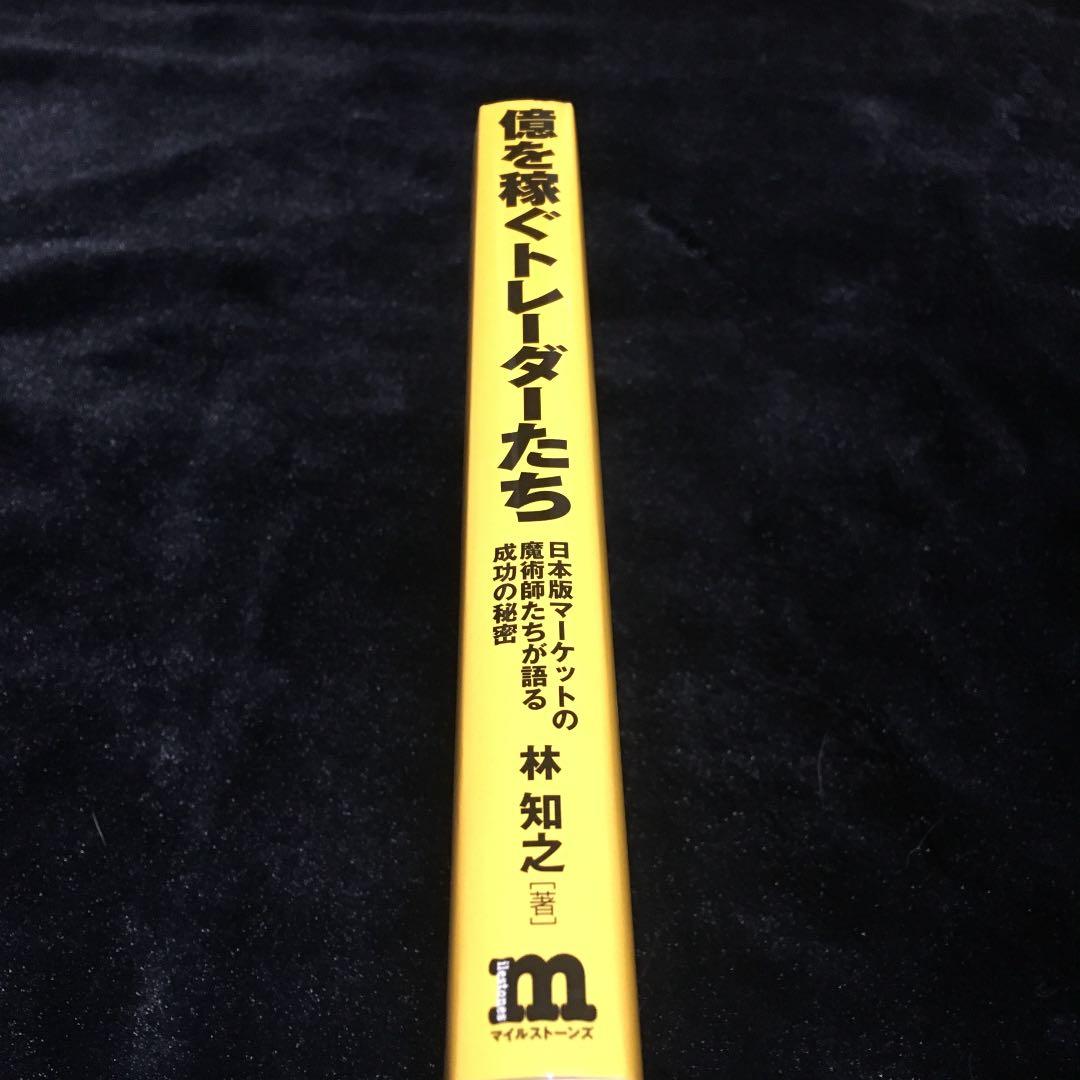 億を稼ぐトレーダーたち
日本版マーケットの
魔術師たちが語る
成功の秘密
林 知之[著]
m
ilestones
マイルストーンズ